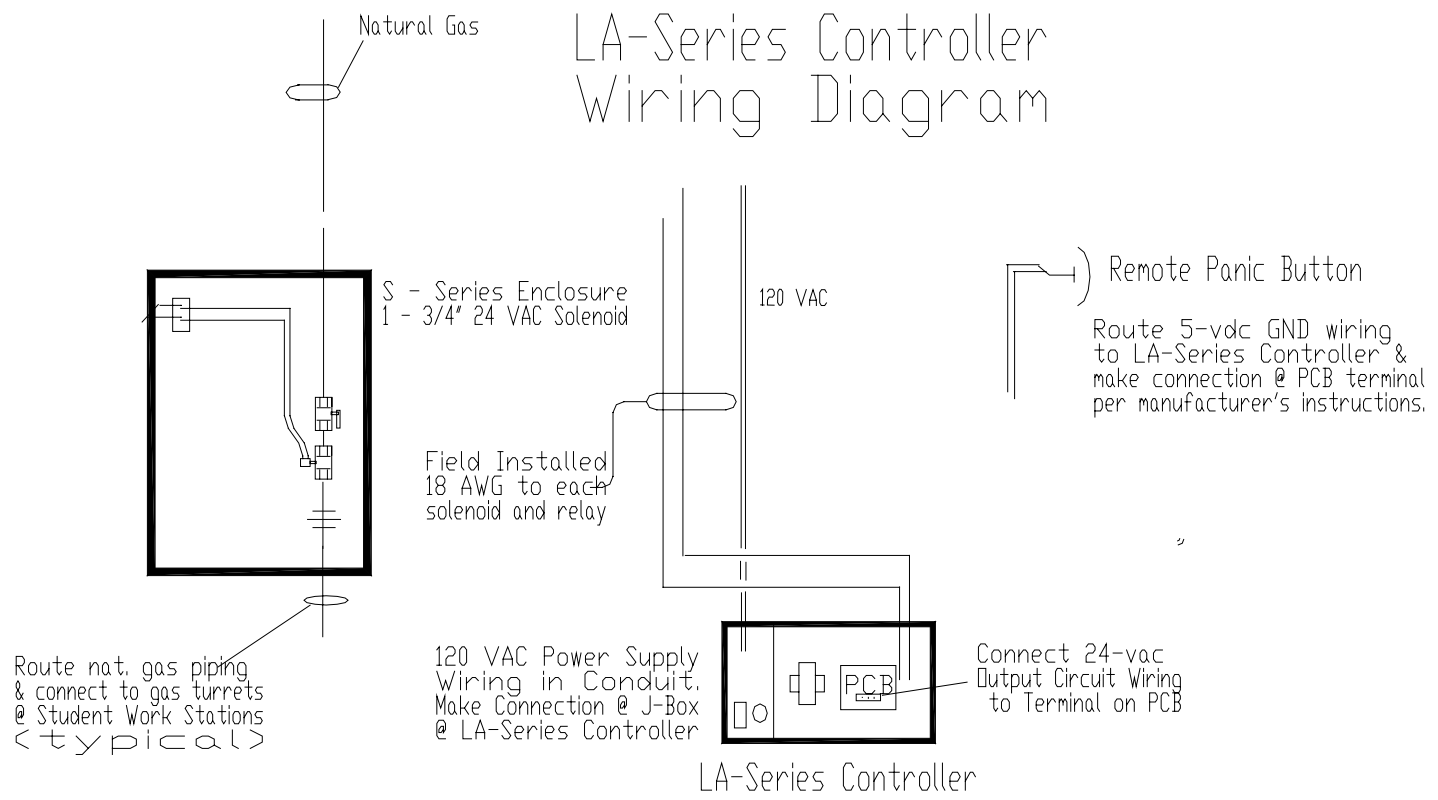 Natural Gas
LA-Series Controller
Wiring Diagram
S - Series Enclosure
1 - 3/4" 24 VAC Solenoid
120 VAC
Remote Panic Button
Route 5-vdc GND wiring
to LA-Series Controller &
make connection @ PCB terminal
per manufacturer's instructions.
Field Installed
18 AWG to each
solenoid and relay
Route nat. gas piping
& connect to gas turrets
@ Student Work Stations
<typical>
120 VAC Power Supply
Wiring in Conduit.
Make Connection @ J-Box
@ LA-Series Controller
PCB
Connect 24-vac
Output Circuit Wiring
to Terminal on PCB
LA-Series Controller